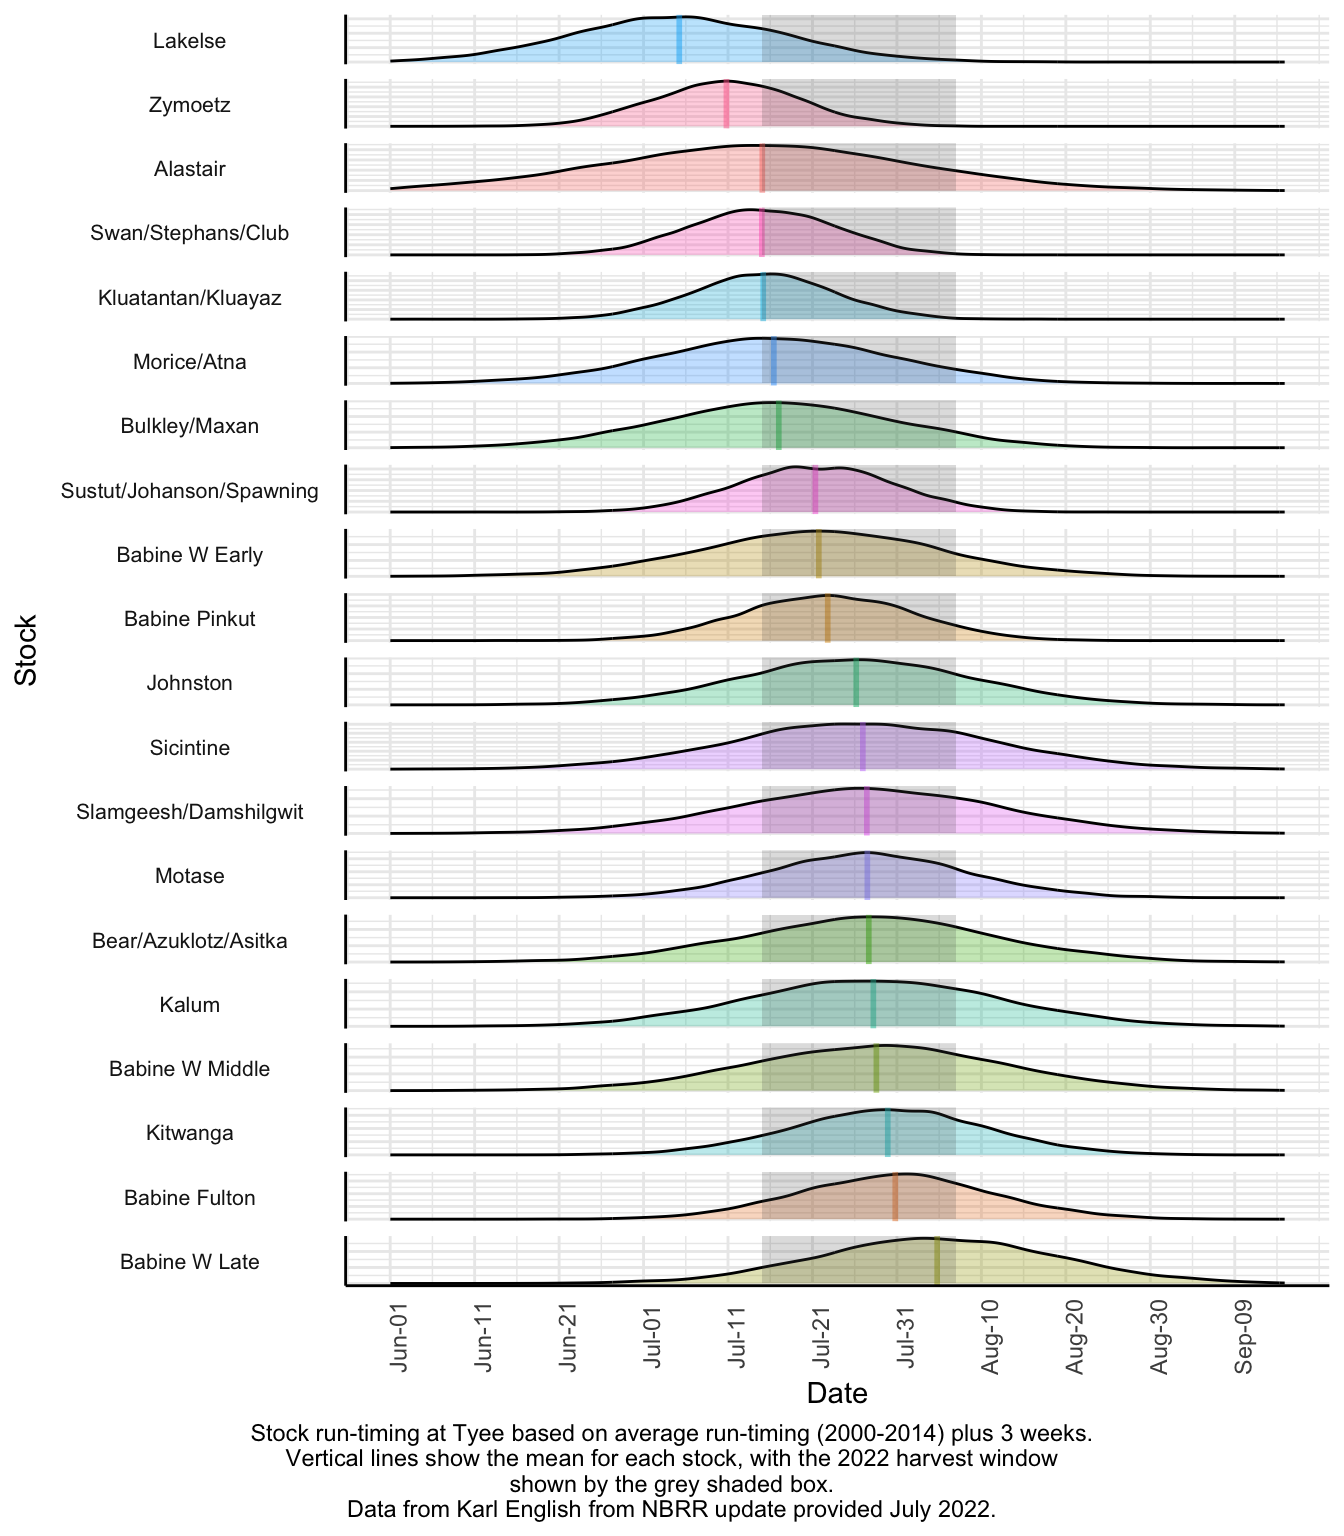 Lakelse
Zymoetz
Alastair
Swan/Stephans/Club
Kluatantan/Kluayaz
Morice/Atna
Bulkley/Maxan
Sustut/Johanson/Spawning
Babine W Early
Babine Pinkut
Johnston
Sicintine
Slamgeesh/Damshilgwit
Motase
Bear/Azuklotz/Asitka
Kalum
Babine W Middle
Kitwanga
Babine Fulton
Babine W Late
Stock
Jun-01
Jun-11
Jun-21
Jul-01
Jul-11
Jul-21
Jul-31
Aug-10
Aug-20
Aug-30
Sep-09
Date
Stock run-timing at Tyee based on average run-timing (2000-2014) plus 3 weeks.
Vertical lines show the mean for each stock, with the 2022 harvest window
shown by the grey shaded box.
Data from Karl English from NBRR update provided July 2022.